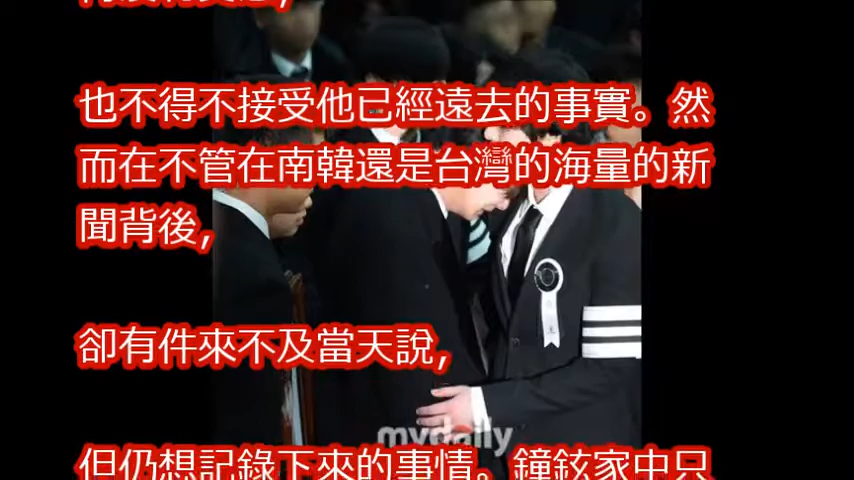 也不得不接受他已經遠去的事實。然
而在不管在南韓還是台灣的海量的新
聞背後，
卻有件來不及當天說，
mydaily
但仍想記錄下來的事情。鐘鉉家中只